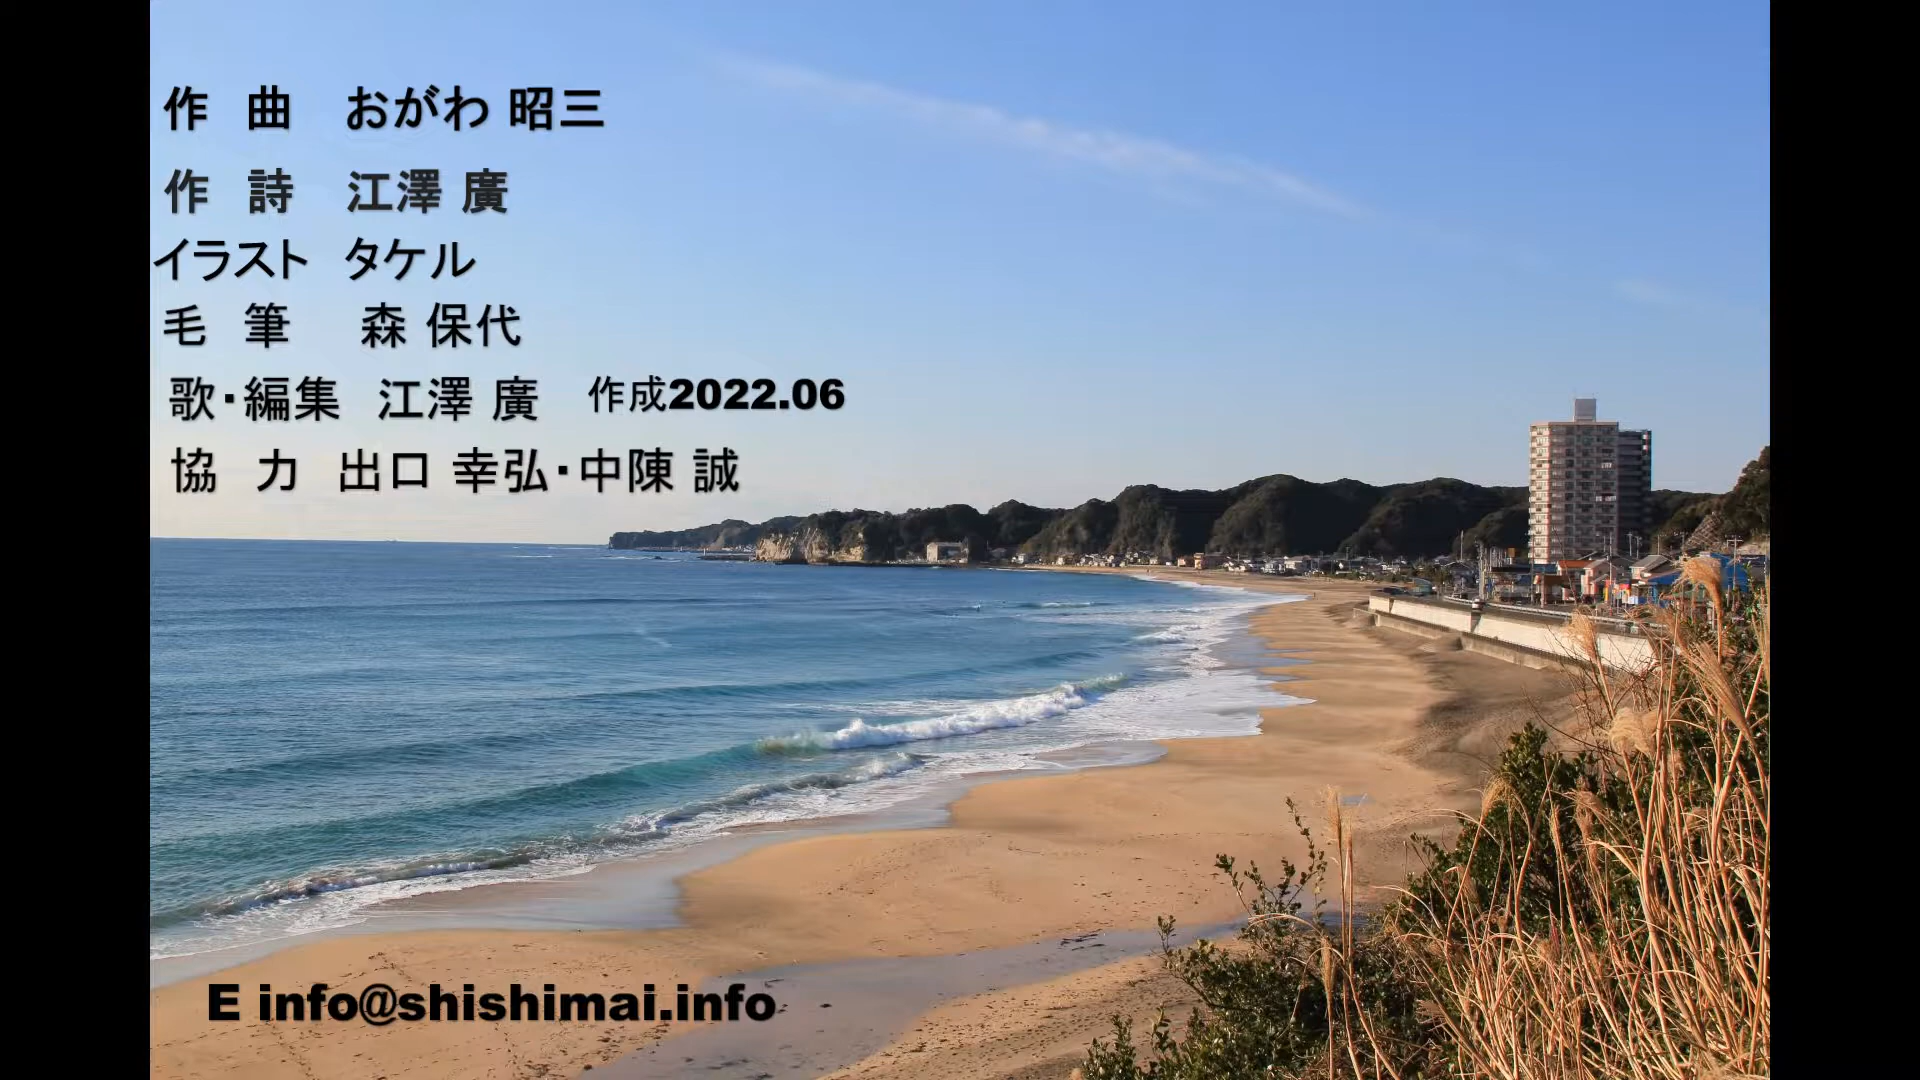 作 曲 おがわ 昭三
作 詩 江澤 廣
イラスト タケル
毛 筆 森 保代
歌・編集 江澤 廣 作成2022.06
協 力 出口 幸弘・中陳 誠
E info@shishimai.info